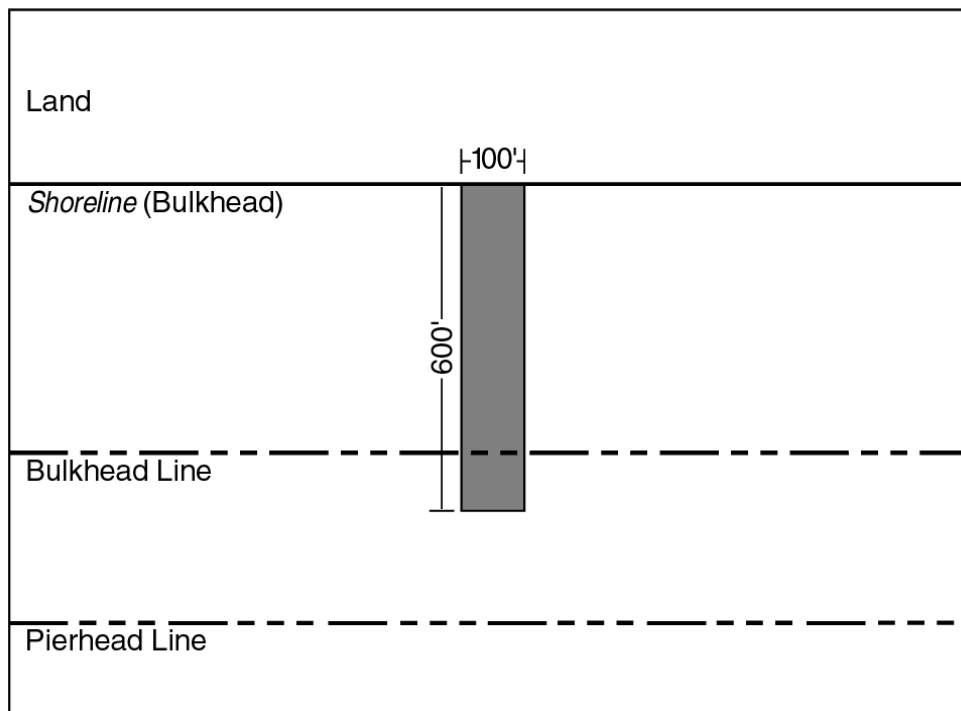 Land
100'
Shoreline (Bulkhead)
600'
Bulkhead Line
Pierhead Line